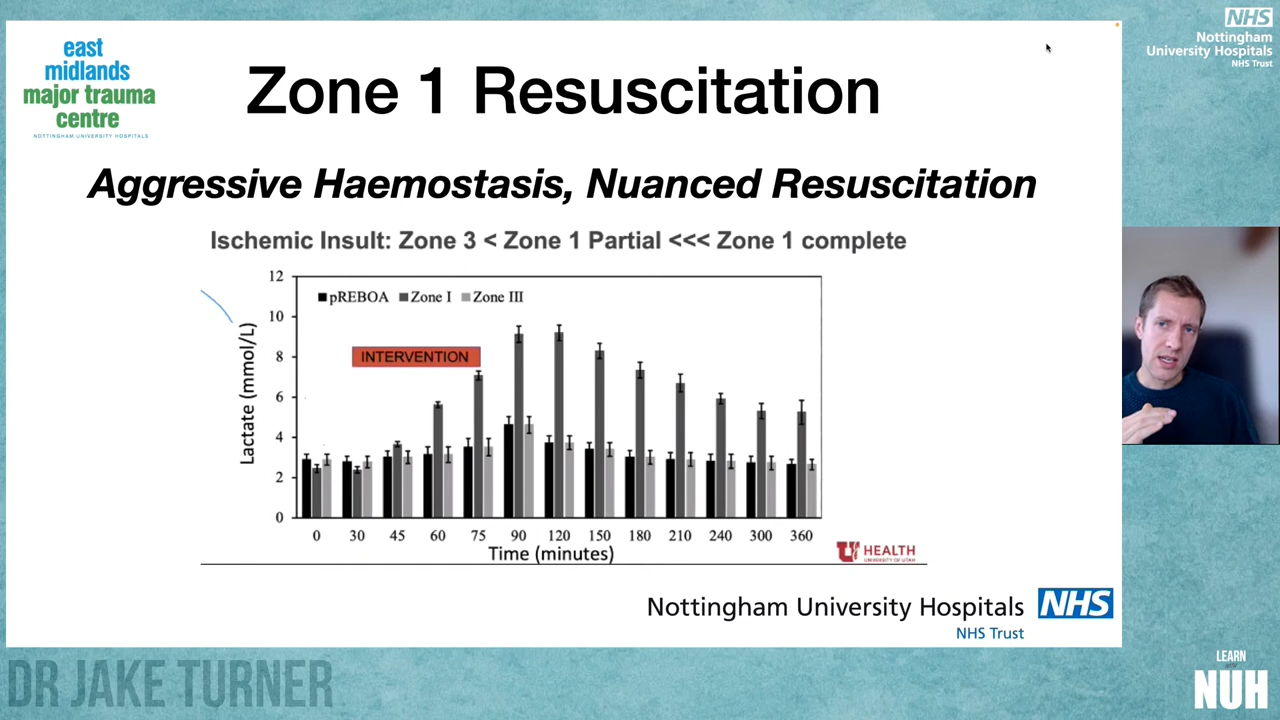 east
midlands
major trauma
centre
NOTTINGHAM UNIVERSITY HOSPITALS
Zone 1 Resuscitation
NHS
Nottingham
University Hospitals
NHS Trust
Aggressive Haemostasis, Nuanced Resuscitation
Ischemic Insult: Zone 3 < Zone 1 Partial <<< Zone 1 complete
12
10
8
6
4
2
0
Lactate (mmol/L)
pREBOA Zone I Zone III
INTERVENTION
0 30 45 60 75 90 120 150 180 210 240 300 360
Time (minutes)
U HEALTH
UNIVERSITY OF UTAH
Nottingham University Hospitals NHS
NHS Trust
DR JAKE TURNER
LEARN
NUH